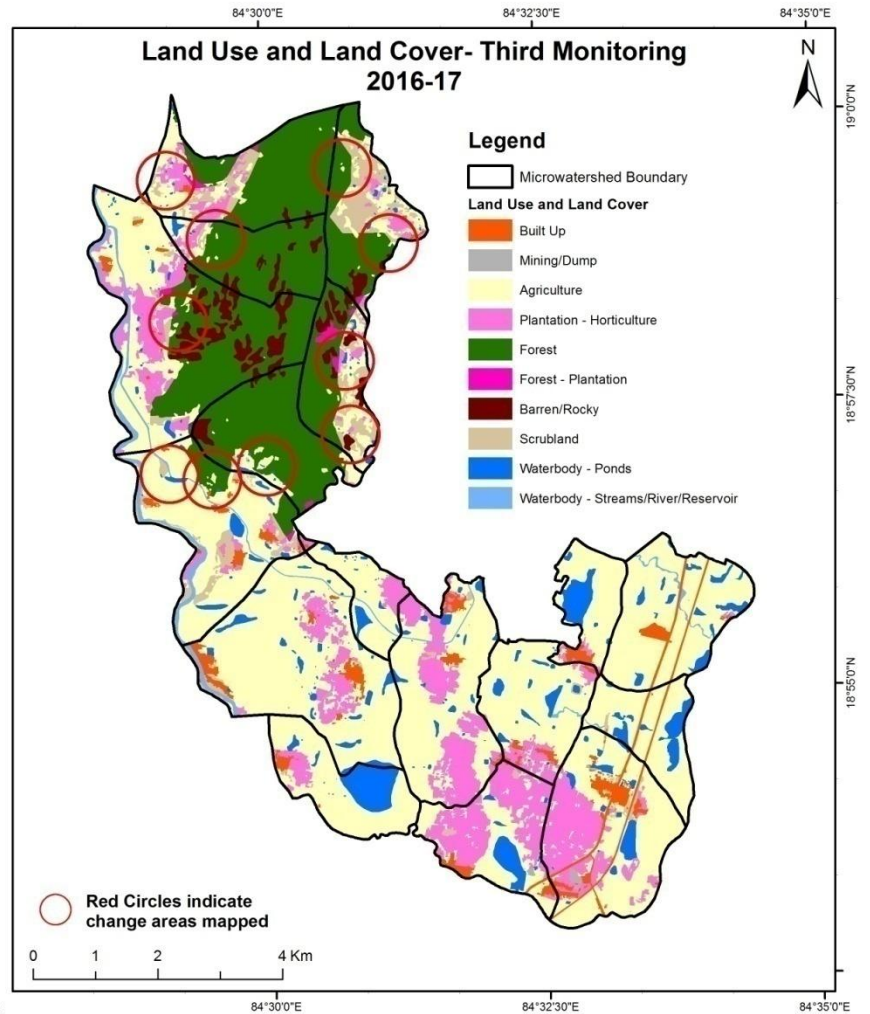 84°30'0"E
84°32'30"E
84°35'0"E
Land Use and Land Cover- Third Monitoring
2016-17
N
19°0'0"N
Legend
Microwatershed Boundary
Land Use and Land Cover
Built Up
Mining/Dump
Agriculture
Plantation - Horticulture
Forest
Forest - Plantation
Barren/Rocky
Scrubland
Waterbody - Ponds
Waterbody - Streams/River/Reservoir
18°57'30"N
18°55'0"N
Red Circles indicate
change areas mapped
0 1 2 4 Km
84°30'0"E
84°32'30"E
84°35'0"E